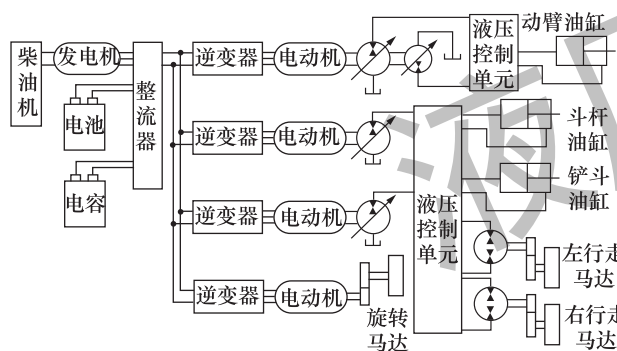 柴
油
机
发电机
电池
电容
整
流
器
逆变器
电动机
逆变器
电动机
逆变器
电动机
逆变器
电动机
旋转
马达
液压
控制
单元
动臂油缸
液压
控制
单元
斗杆
油缸
铲斗
油缸
左行走
马达
右行走
马达
液